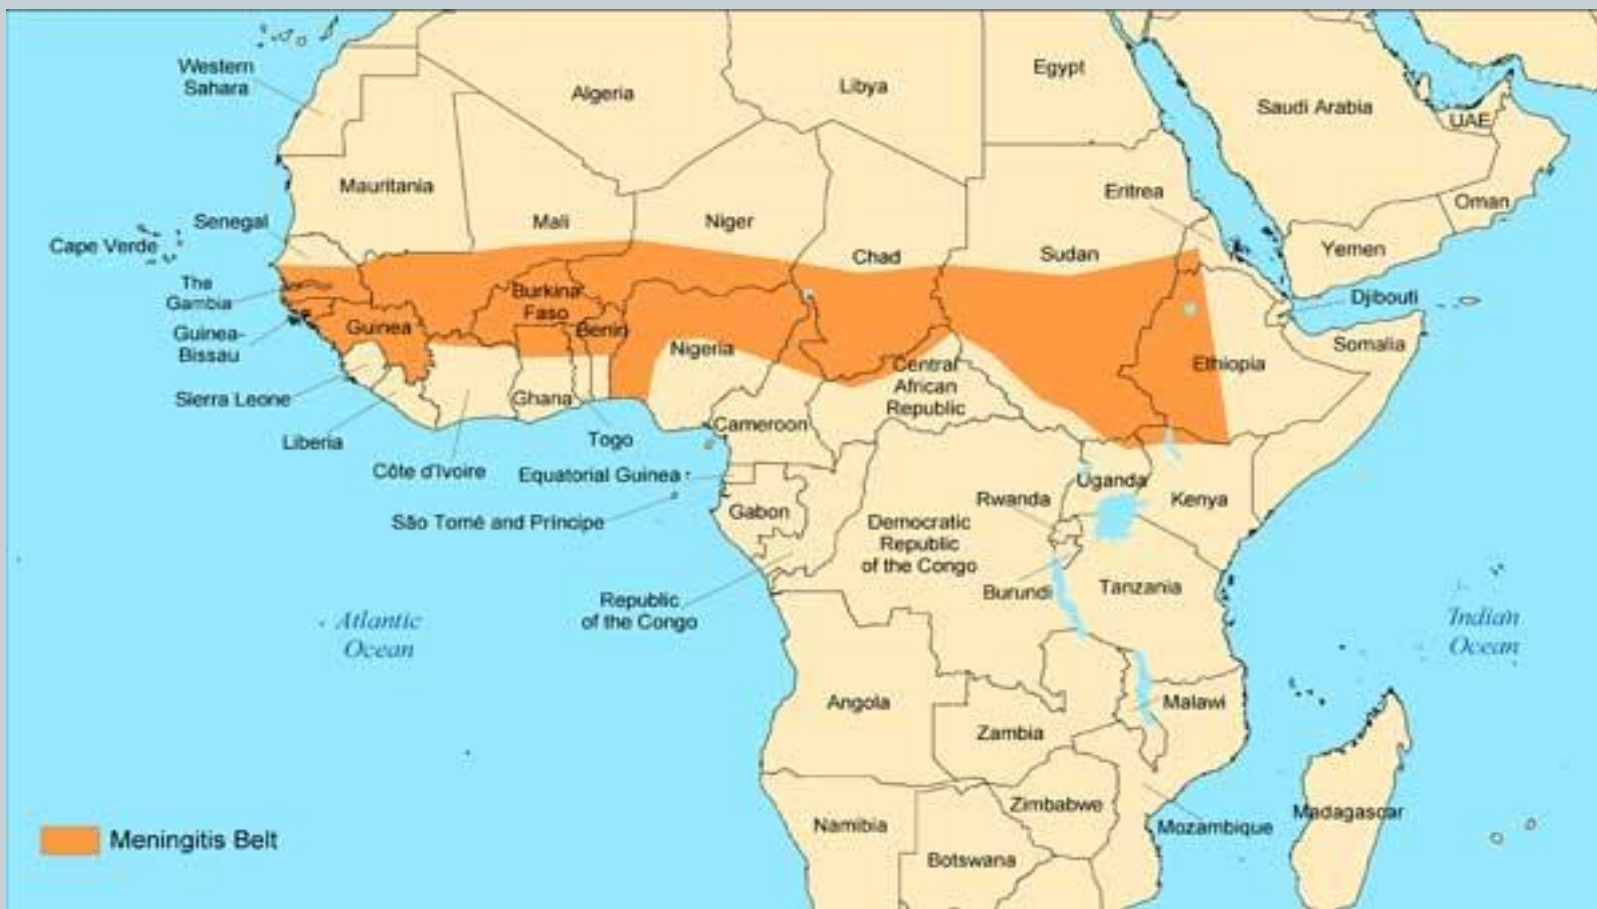 Western
Sahara
Algeria
Libya
Egypt
Saudi Arabia
UAE
Mauritania
Mali
Niger
Chad
Sudan
Eritrea
Oman
Yemen
Senegal
Cape Verde
The
Gambia
Guinea-
Bissau
Guinea
Burkina
Faso
Benin
Nigeria
Djibouti
Somalia
Ethiopia
Central
African
Republic
Sierra Leone
Liberia
Côte d'Ivoire
Ghana
Togo
Cameroon
Equatorial Guinea
São Tomé and Príncipe
Gabon
Republic
of the Congo
Democratic
Republic
of the Congo
Uganda
Kenya
Rwanda
Burundi
Tanzania
Atlantic
Ocean
Indian
Ocean
Angola
Zambia
Malawi
Zimbabwe
Mozambique
Madagascar
Namibia
Botswana
Meningitis Belt